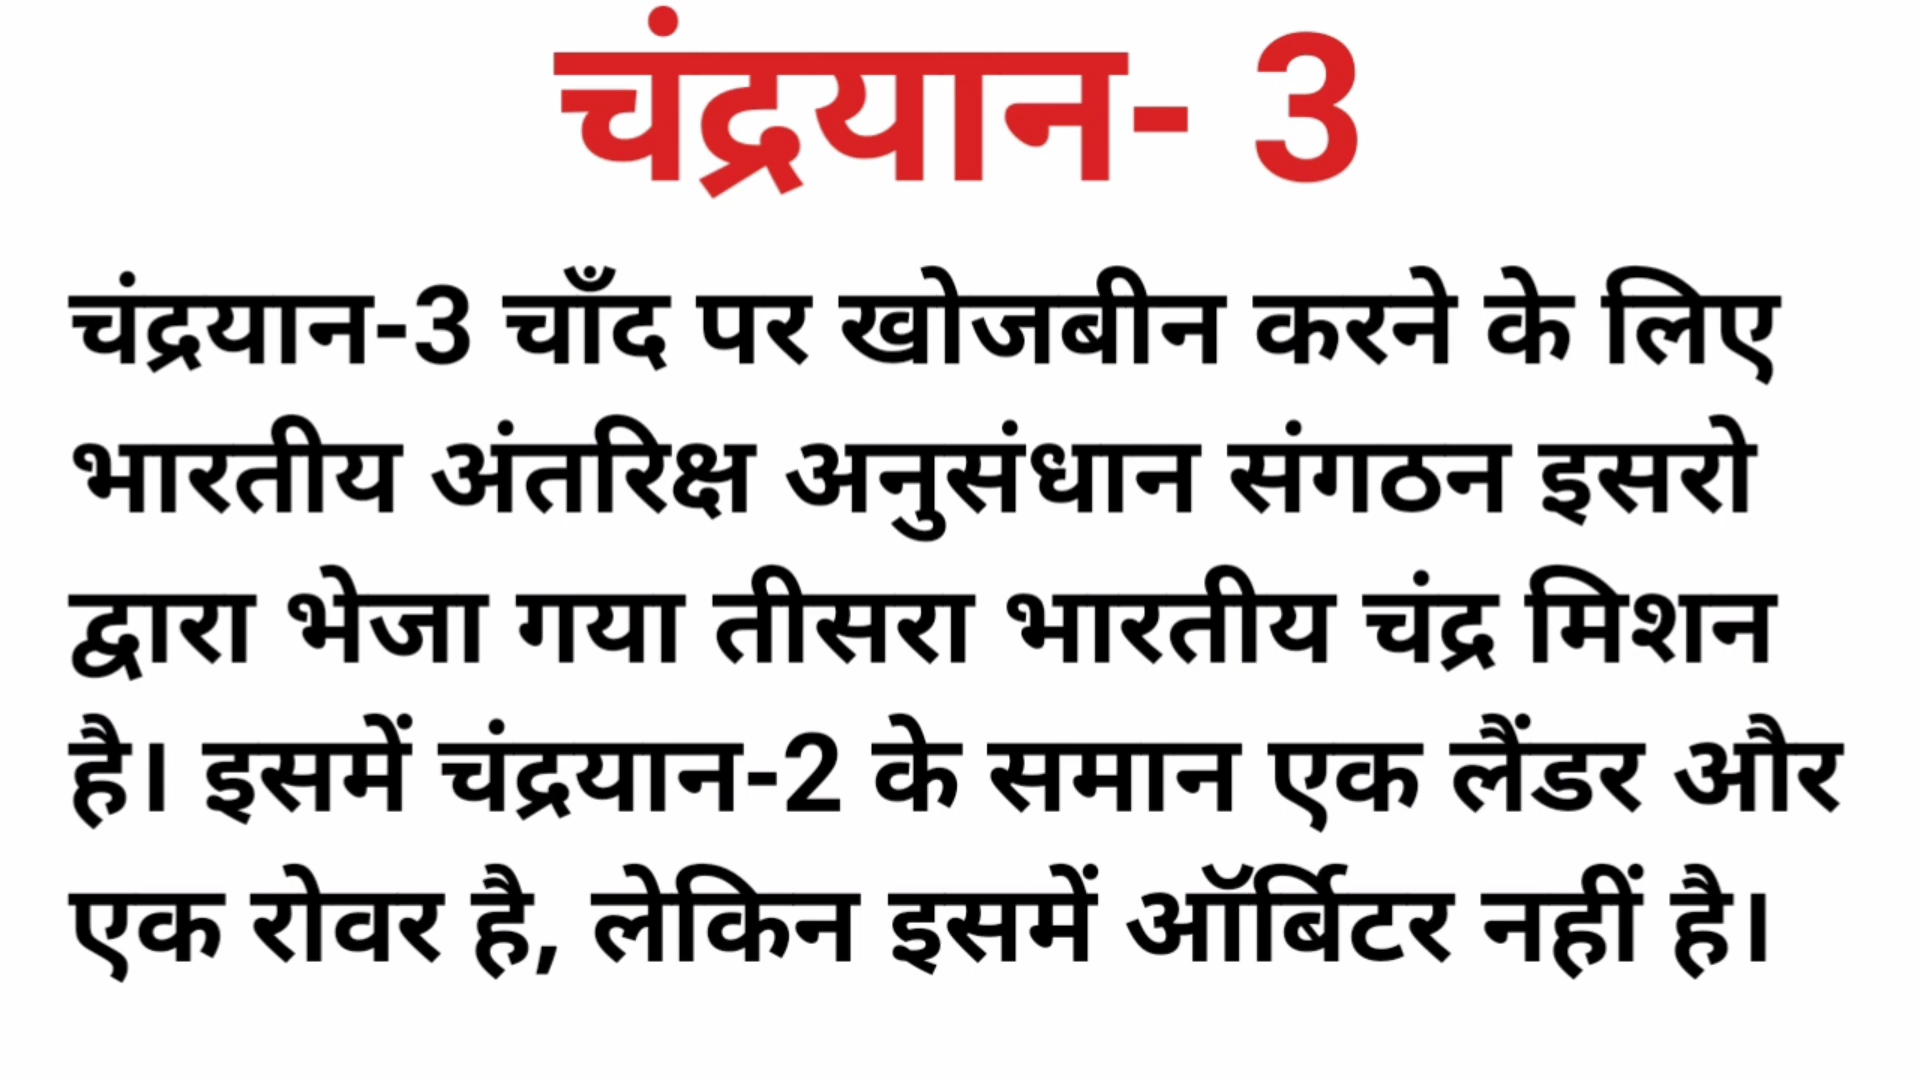 चंद्रयान- 3
चंद्रयान-3 चाँद पर खोजबीन करने के लिए
भारतीय अंतरिक्ष अनुसंधान संगठन इसरो
द्वारा भेजा गया तीसरा भारतीय चंद्र मिशन
है। इसमें चंद्रयान-2 के समान एक लैंडर और
एक रोवर है, लेकिन इसमें ऑर्बिटर नहीं है।